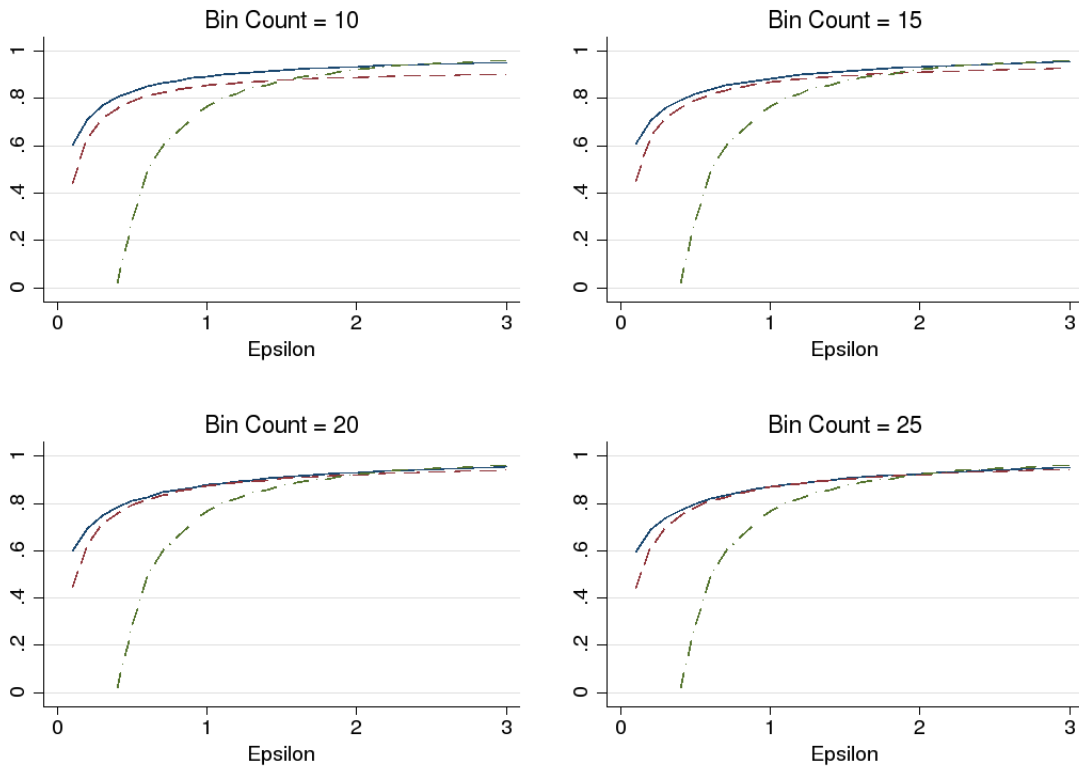 Bin Count = 10
1
.8
.6
.4
.2
0
0 1 2 3
Epsilon
Bin Count = 15
1
.8
.6
.4
.2
0
0 1 2 3
Epsilon
Bin Count = 20
1
.8
.6
.4
.2
0
0 1 2 3
Epsilon
Bin Count = 25
1
.8
.6
.4
.2
0
0 1 2 3
Epsilon